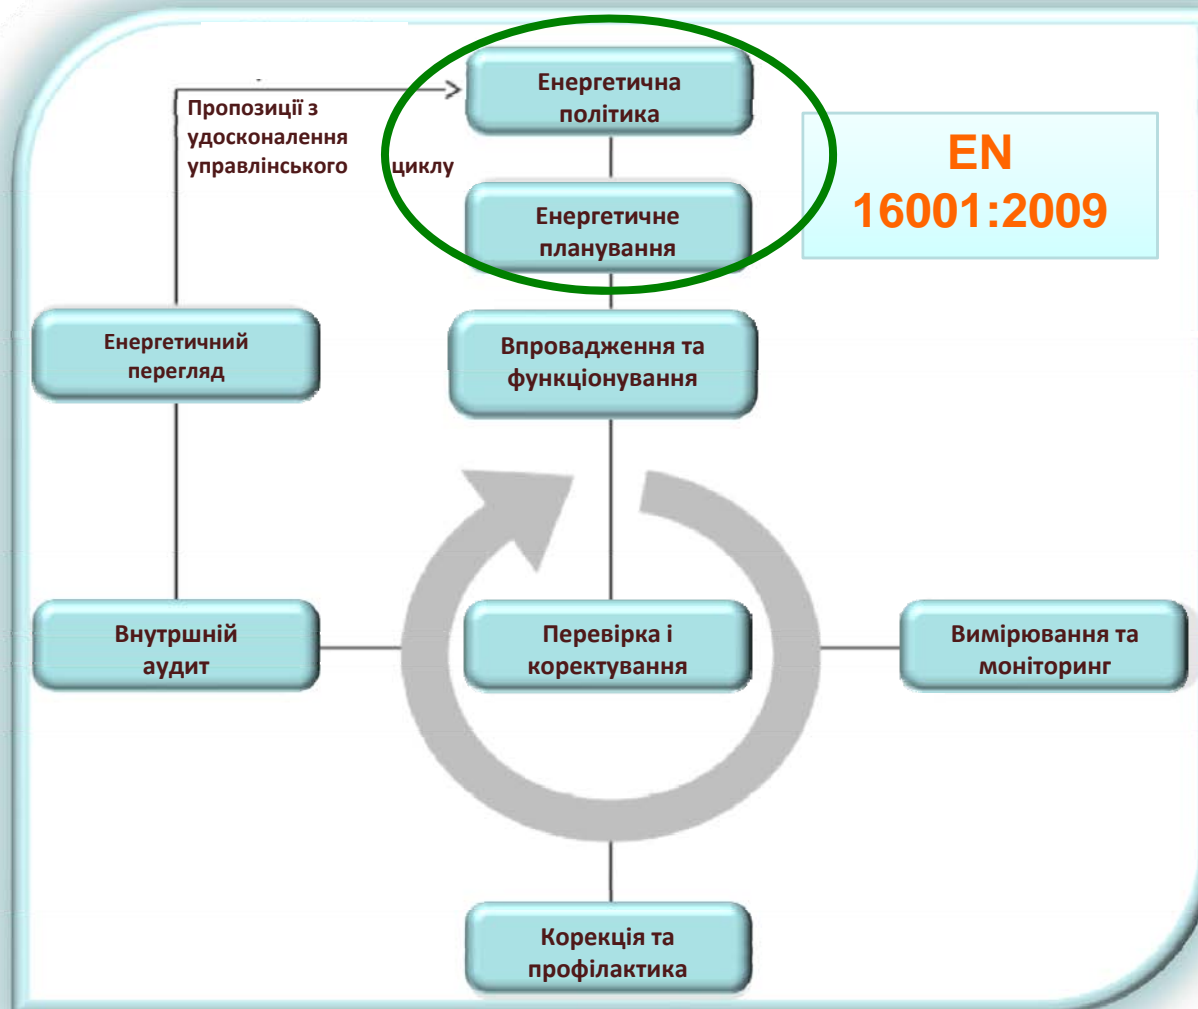 Енергетична
політика
Пропозиції з
удосконалення
управлінського циклу
EN
16001:2009
Енергетичне
планування
Енергетичний
перегляд
Впровадження та
функціонування
Внутршній
аудит
Перевірка і
коректування
Вимірювання та
моніторинг
Корекція та
профілактика